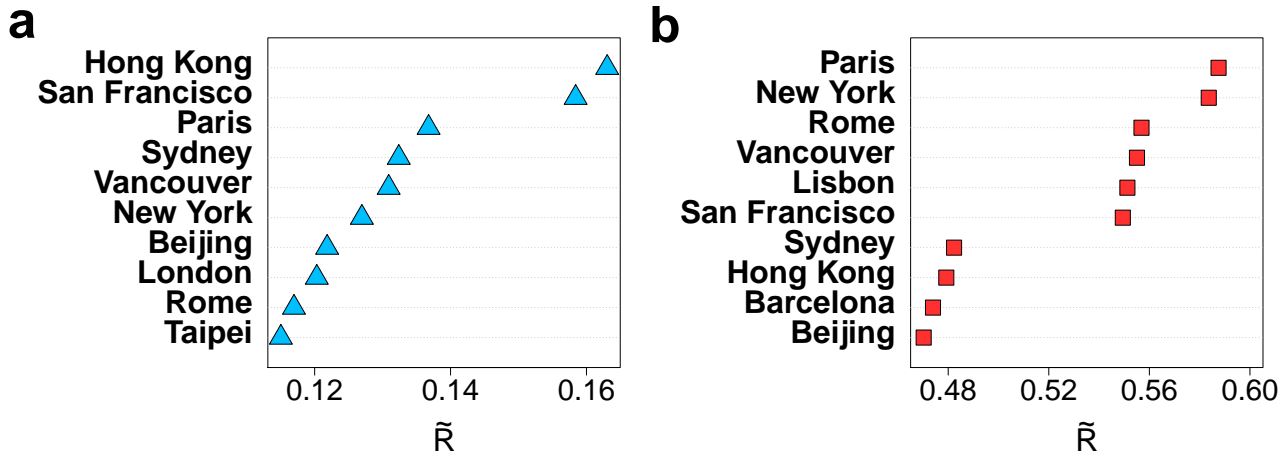 a
Hong Kong
San Francisco
Paris
Sydney
Vancouver
New York
Beijing
London
Rome
Taipei
0.12 0.14 0.16
R̃
b
Paris
New York
Rome
Vancouver
Lisbon
San Francisco
Sydney
Hong Kong
Barcelona
Beijing
0.48 0.52 0.56 0.60
R̃